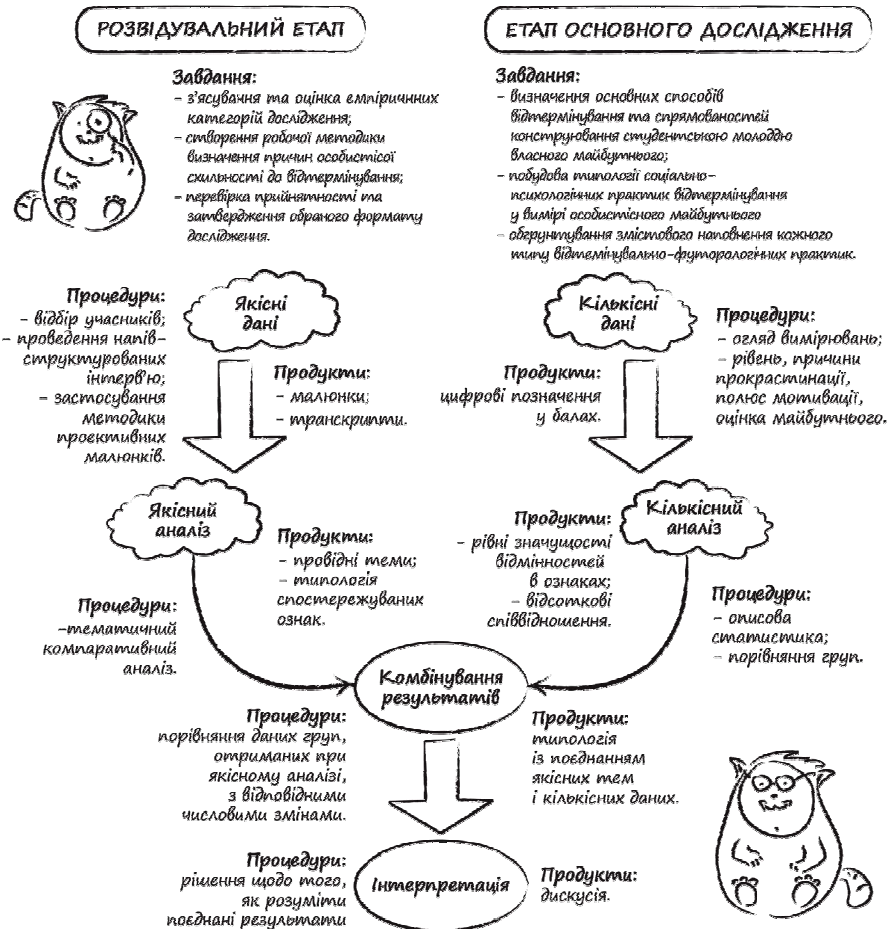 РОЗВІДУВАЛЬНИЙ ЕТАП
Завдання:
– з'ясування та оцінка емпіричнних
категорій дослідження;
– створення робочої методики
визначення причин особистісої
схильності до відтермінування;
– перевірка прийнятності та
затвердження обраного формату
дослідження.
ЕТАП ОСНОВНОГО ДОСЛІДЖЕННЯ
Завдання:
– визначення основних способів
відтермінування та спрямованостей
конструювання студентською молоддю
власного майбутнього;
– побудова типології соціально–
психологічних практик відтермінування
у вимірі особистісного майбутнього
– обґрунтування змістового наповнення кожного
типу відтемінувально–футорологічних практик.
Процедури:
– відбір учасників;
– проведення напів–
структурованих
інтерв'ю;
– застосування
методики
проективних
малюнків.
Якісні
дані
Продукти:
– малюнки;
– транскрипти.
Кількісні
дані
Продукти:
цифрові позначення
у балах.
Процедури:
– огляд вимірювань;
– рівень, причини
прокрастинації,
полюс мотивації,
оцінка майбутнього.
Якісний
аналіз
Продукти:
– провідні теми;
– типологія
спостережуваних
ознак.
Процедури:
–тематичний
компаративний
аналіз.
Кількісний
аналіз
Продукти:
– рівні значущості
відмінностей
в ознаках;
– відсоткові
співвідношення.
Процедури:
– описова
статистика;
– порівняння груп.
Комбінування
результатів
Процедури:
порівняння даних груп,
отриманих при
якісному аналізі,
з відповідними
числовими змінами.
Продукти:
типологія
із поєднанням
якісних тем
і кількісних даних.
Процедури:
рішення щодо того,
як розуміти
поєднані результати
Інтерпретація
Продукти:
дискусія.